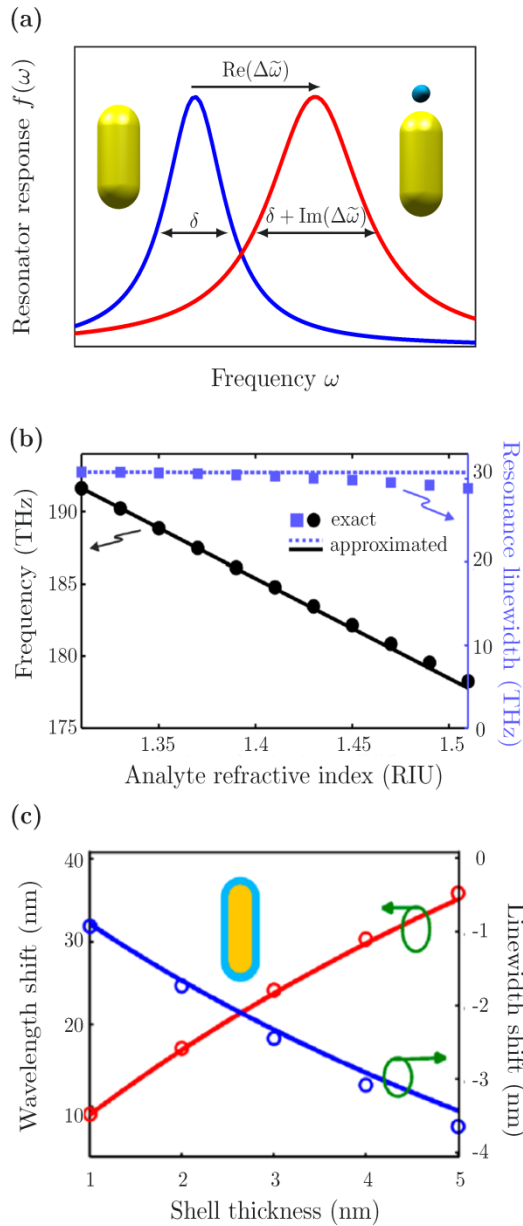 (a)
Resonator response f(ω)
Re(Δω̃)
δ
δ + Im(Δω̃)
Frequency ω
(b)
Frequency (THz)
190
185
180
175
exact
approximated
30
20
10
0
Resonance linewidth (THz)
1.35
1.4
1.45
1.5
Analyte refractive index (RIU)
(c)
Wavelength shift (nm)
40
30
20
10
0
-1
-2
-3
-4
Linewidth shift (nm)
1
2
3
4
5
Shell thickness (nm)